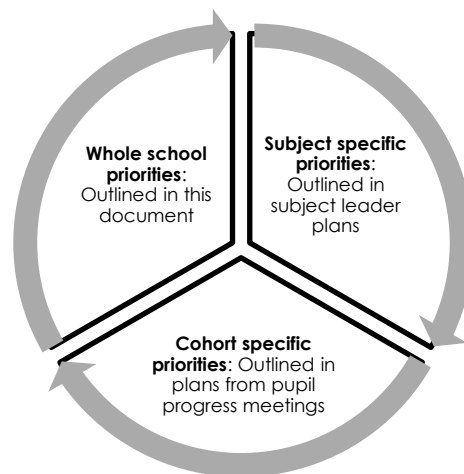 Whole school
priorities:
Outlined in this
document
Subject specific
priorities:
Outlined in
subject leader
plans
Cohort specific
priorities: Outlined in
plans from pupil
progress meetings